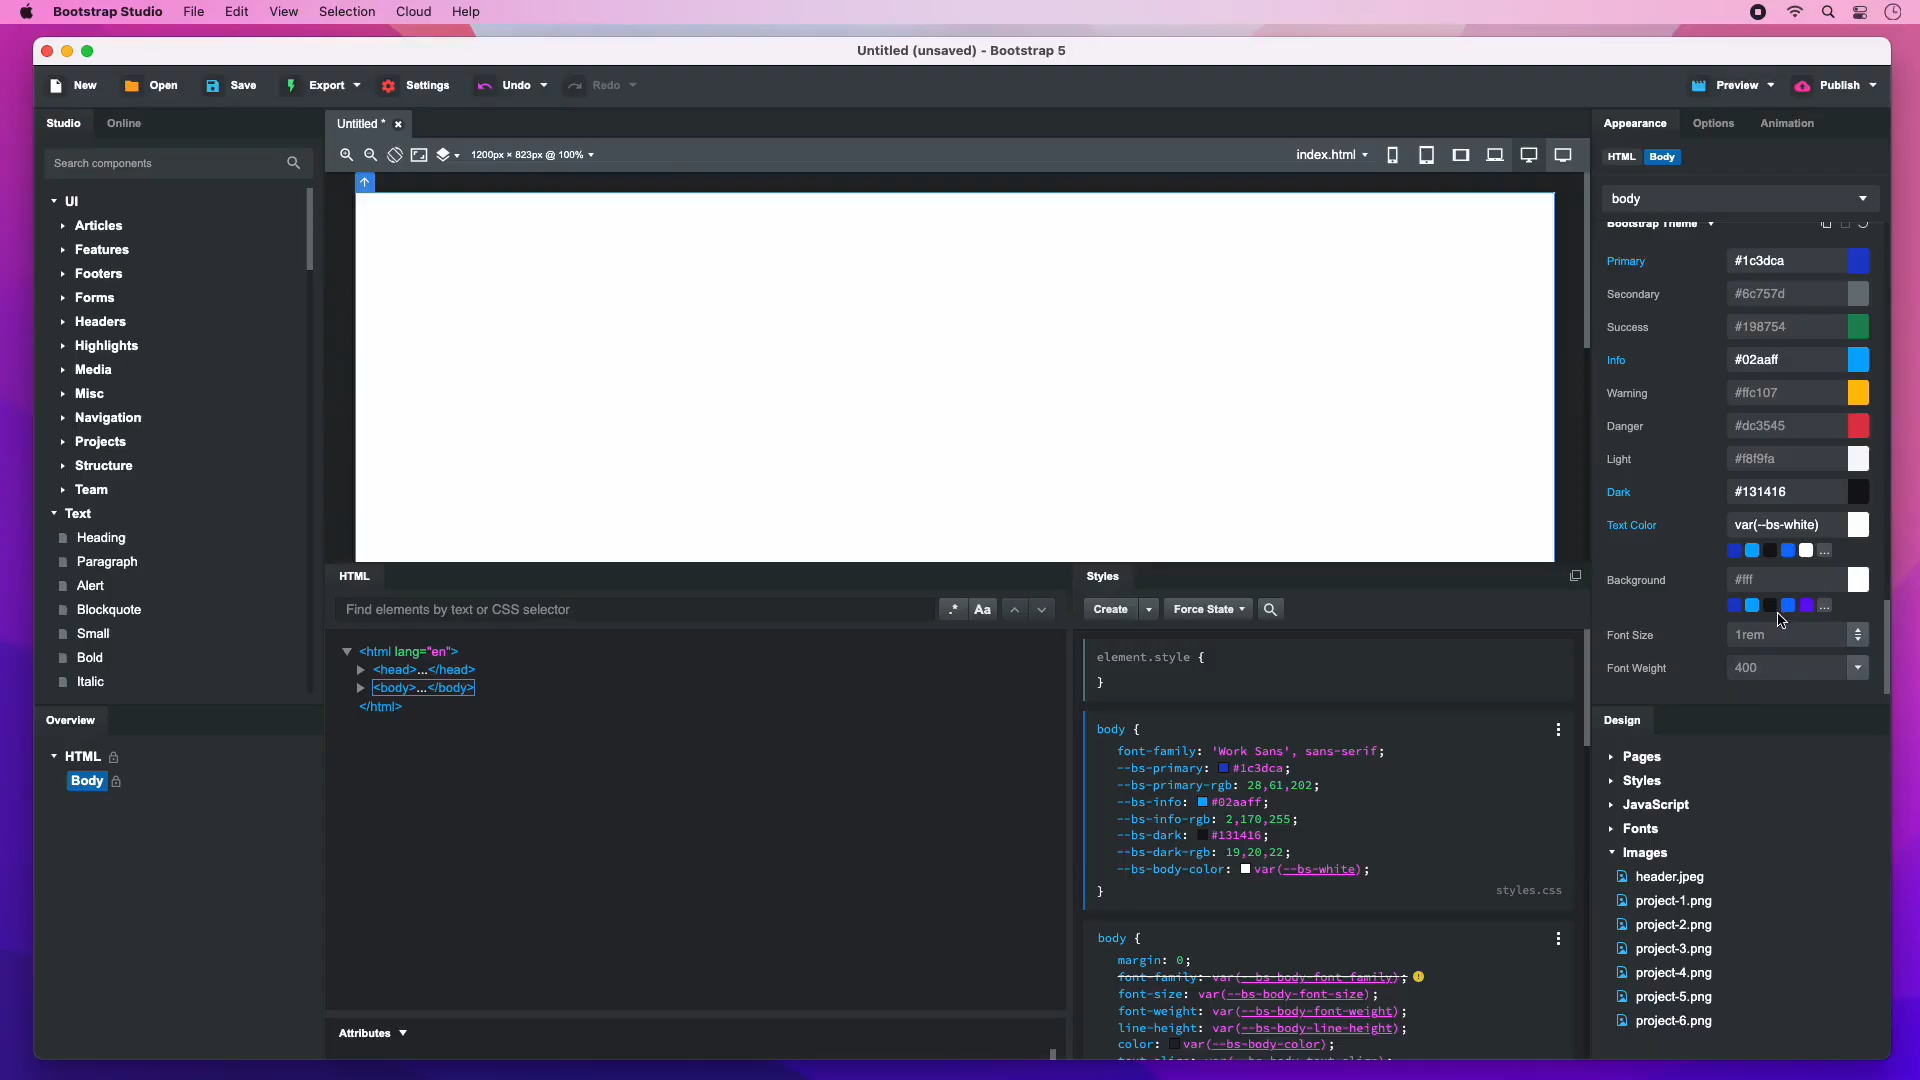 Bootstrap Studio File Edit View Selection Cloud Help
Untitled (unsaved) - Bootstrap 5
New Open Save Export Settings Undo Redo Preview Publish
Studio Online
Search components
UI
Articles
Features
Footers
Forms
Headers
Highlights
Media
Misc
Navigation
Projects
Structure
Team
Text
Heading
Paragraph
Alert
Blockquote
Small
Bold
Italic
Overview
HTML
Body
Untitled *
1200px × 823px @ 100% index.html
HTML
Find elements by text or CSS selector .* Aa
<html lang="en">
<head>...</head>
<body>...</body>
</html>
Attributes
Styles
Create Force State
element.style {
}
body {
font-family: 'Work Sans', sans-serif;
--bs-primary: #1c3dca;
--bs-primary-rgb: 28,61,202;
--bs-info: #02aaff;
--bs-info-rgb: 2,170,255;
--bs-dark: #131416;
--bs-dark-rgb: 19,20,22;
--bs-body-color: var(--bs-white);
}
styles.css
body {
margin: 0;
font-family: var(--bs-body-font-family);
font-size: var(--bs-body-font-size);
font-weight: var(--bs-body-font-weight);
line-height: var(--bs-body-line-height);
color: var(--bs-body-color);
text-align: var(--bs-body-text-align);
Appearance Options Animation
HTML Body
body
Bootstrap Theme
Primary #1c3dca
Secondary #6c757d
Success #198754
Info #02aaff
Warning #ffc107
Danger #dc3545
Light #f8f9fa
Dark #131416
Text Color var(--bs-white)
...
Background #fff
...
Font Size 1rem
Font Weight 400
Design
Pages
Styles
JavaScript
Fonts
Images
header.jpeg
project-1.png
project-2.png
project-3.png
project-4.png
project-5.png
project-6.png